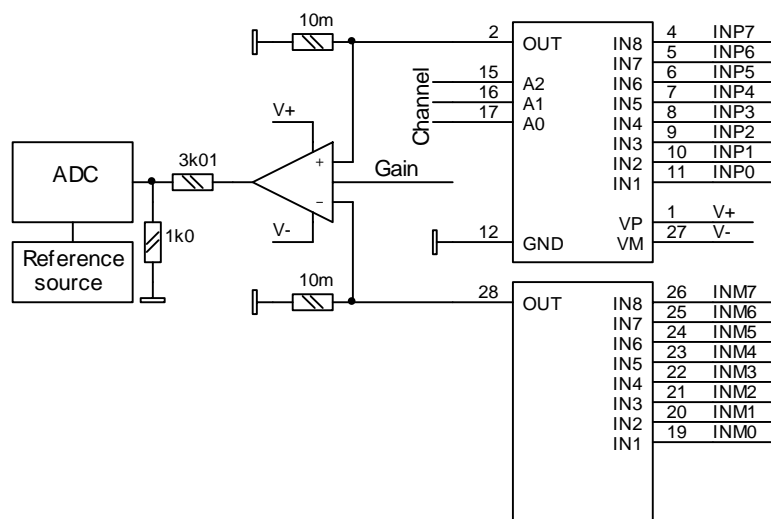 10m
2 OUT IN8 4 INP7
IN7 5 INP6
15 A2 IN6 6 INP5
16 A1 IN5 7 INP4
17 A0 IN4 8 INP3
Channel
IN3 9 INP2
IN2 10 INP1
IN1 11 INP0
V+
3k01
ADC
+
Gain
−
1k0
V-
VP 1 V+
12 GND VM 27 V-
Reference
source
10m
28 OUT IN8 26 INM7
IN7 25 INM6
IN6 24 INM5
IN5 23 INM4
IN4 22 INM3
IN3 21 INM2
IN2 20 INM1
IN1 19 INM0